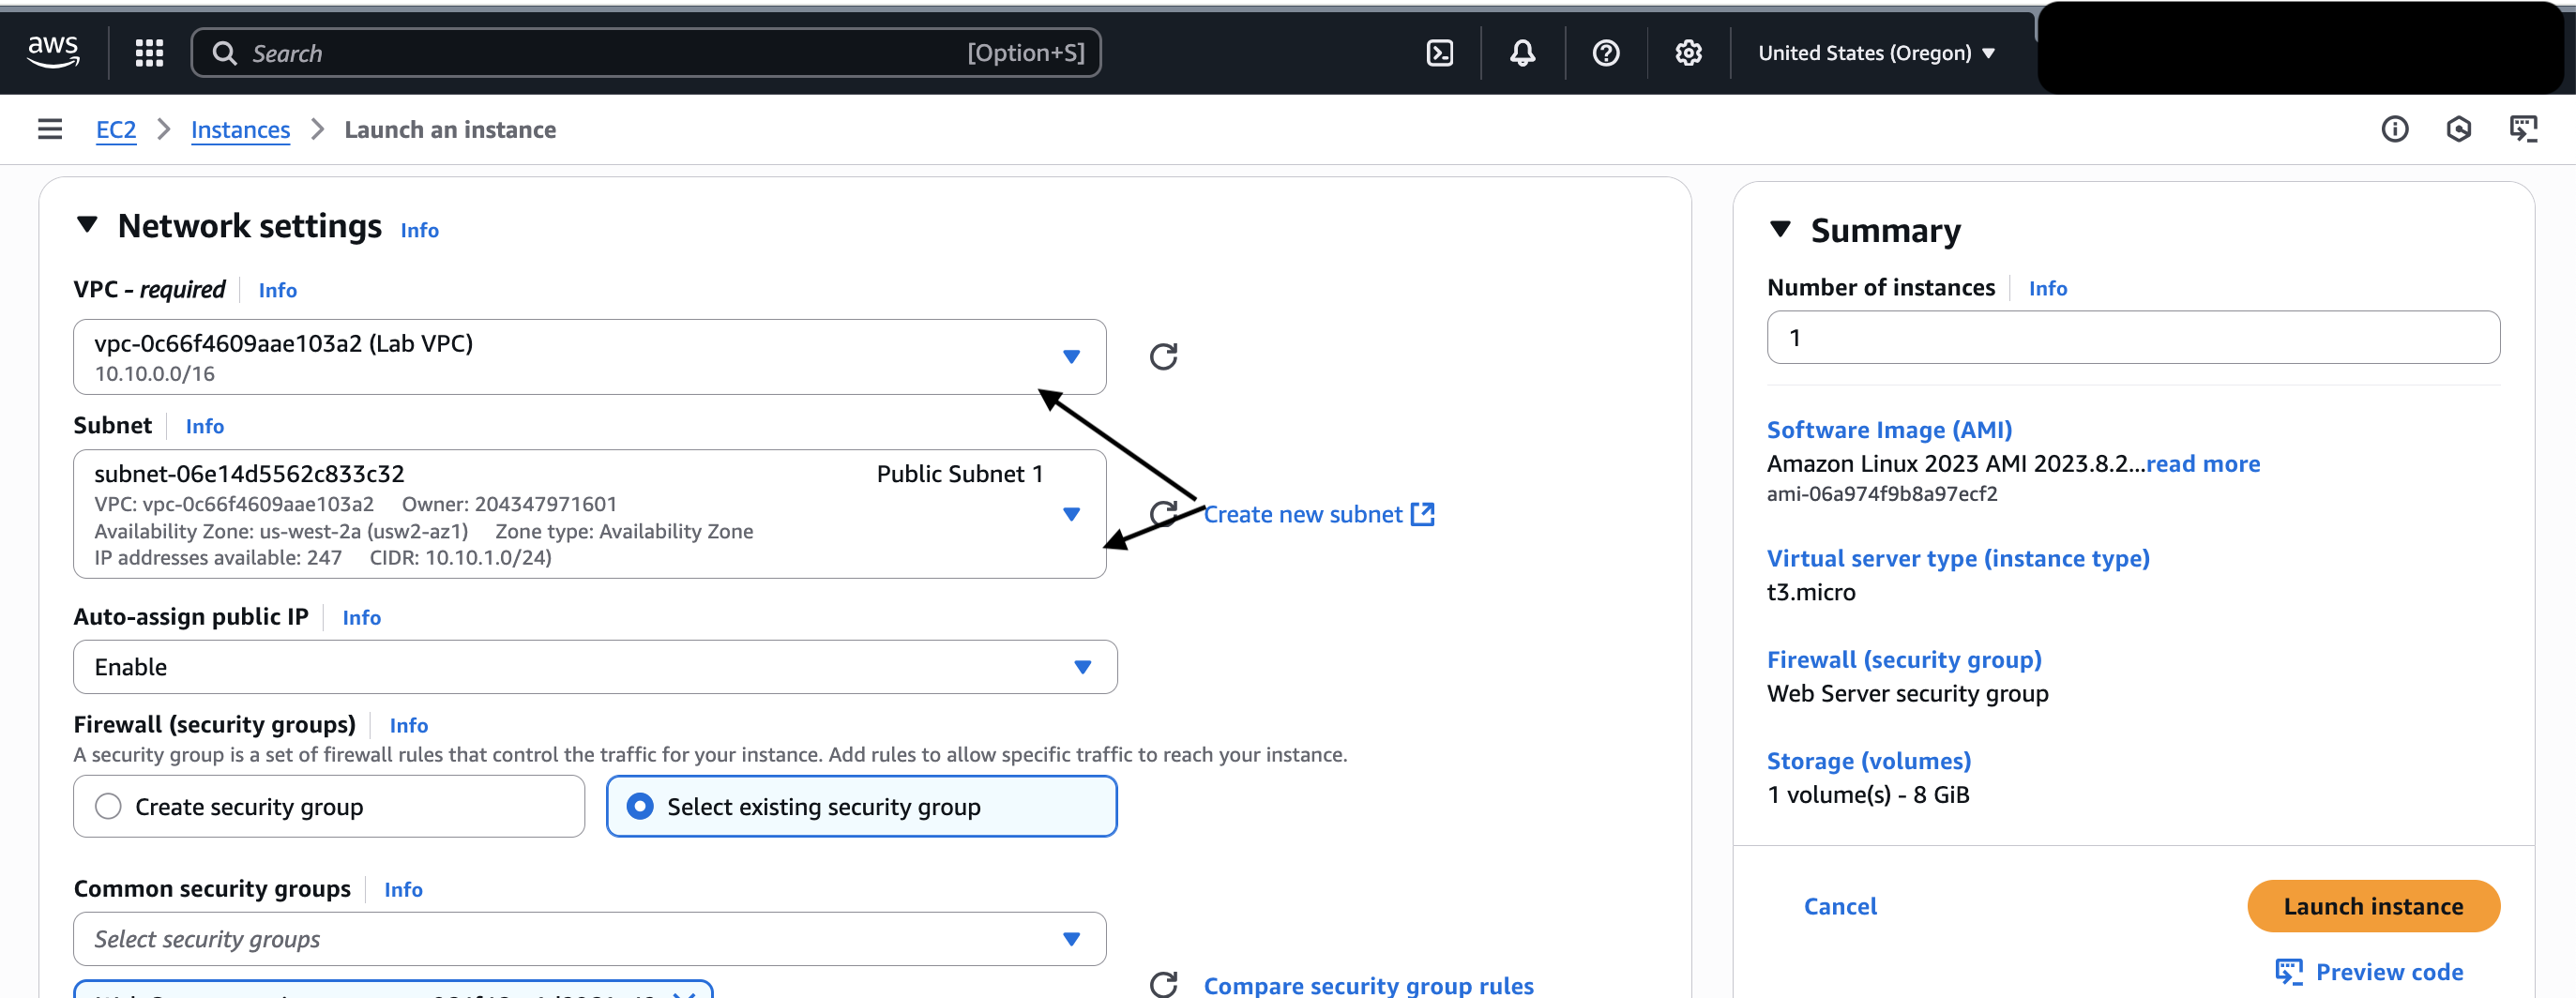 aws
Search [Option+S]
United States (Oregon)
EC2 Instances Launch an instance
Network settings Info
VPC - required Info
vpc-0c66f4609aae103a2 (Lab VPC)
10.10.0.0/16
Subnet Info
subnet-06e14d5562c833c32 Public Subnet 1
VPC: vpc-0c66f4609aae103a2 Owner: 204347971601
Availability Zone: us-west-2a (usw2-az1) Zone type: Availability Zone
IP addresses available: 247 CIDR: 10.10.1.0/24)
Create new subnet
Auto-assign public IP Info
Enable
Firewall (security groups) Info
A security group is a set of firewall rules that control the traffic for your instance. Add rules to allow specific traffic to reach your instance.
Create security group
Select existing security group
Common security groups Info
Select security groups
Compare security group rules
Summary
Number of instances Info
1
Software Image (AMI)
Amazon Linux 2023 AMI 2023.8.2...read more
ami-06a974f9b8a97ecf2
Virtual server type (instance type)
t3.micro
Firewall (security group)
Web Server security group
Storage (volumes)
1 volume(s) - 8 GiB
Cancel
Launch instance
Preview code